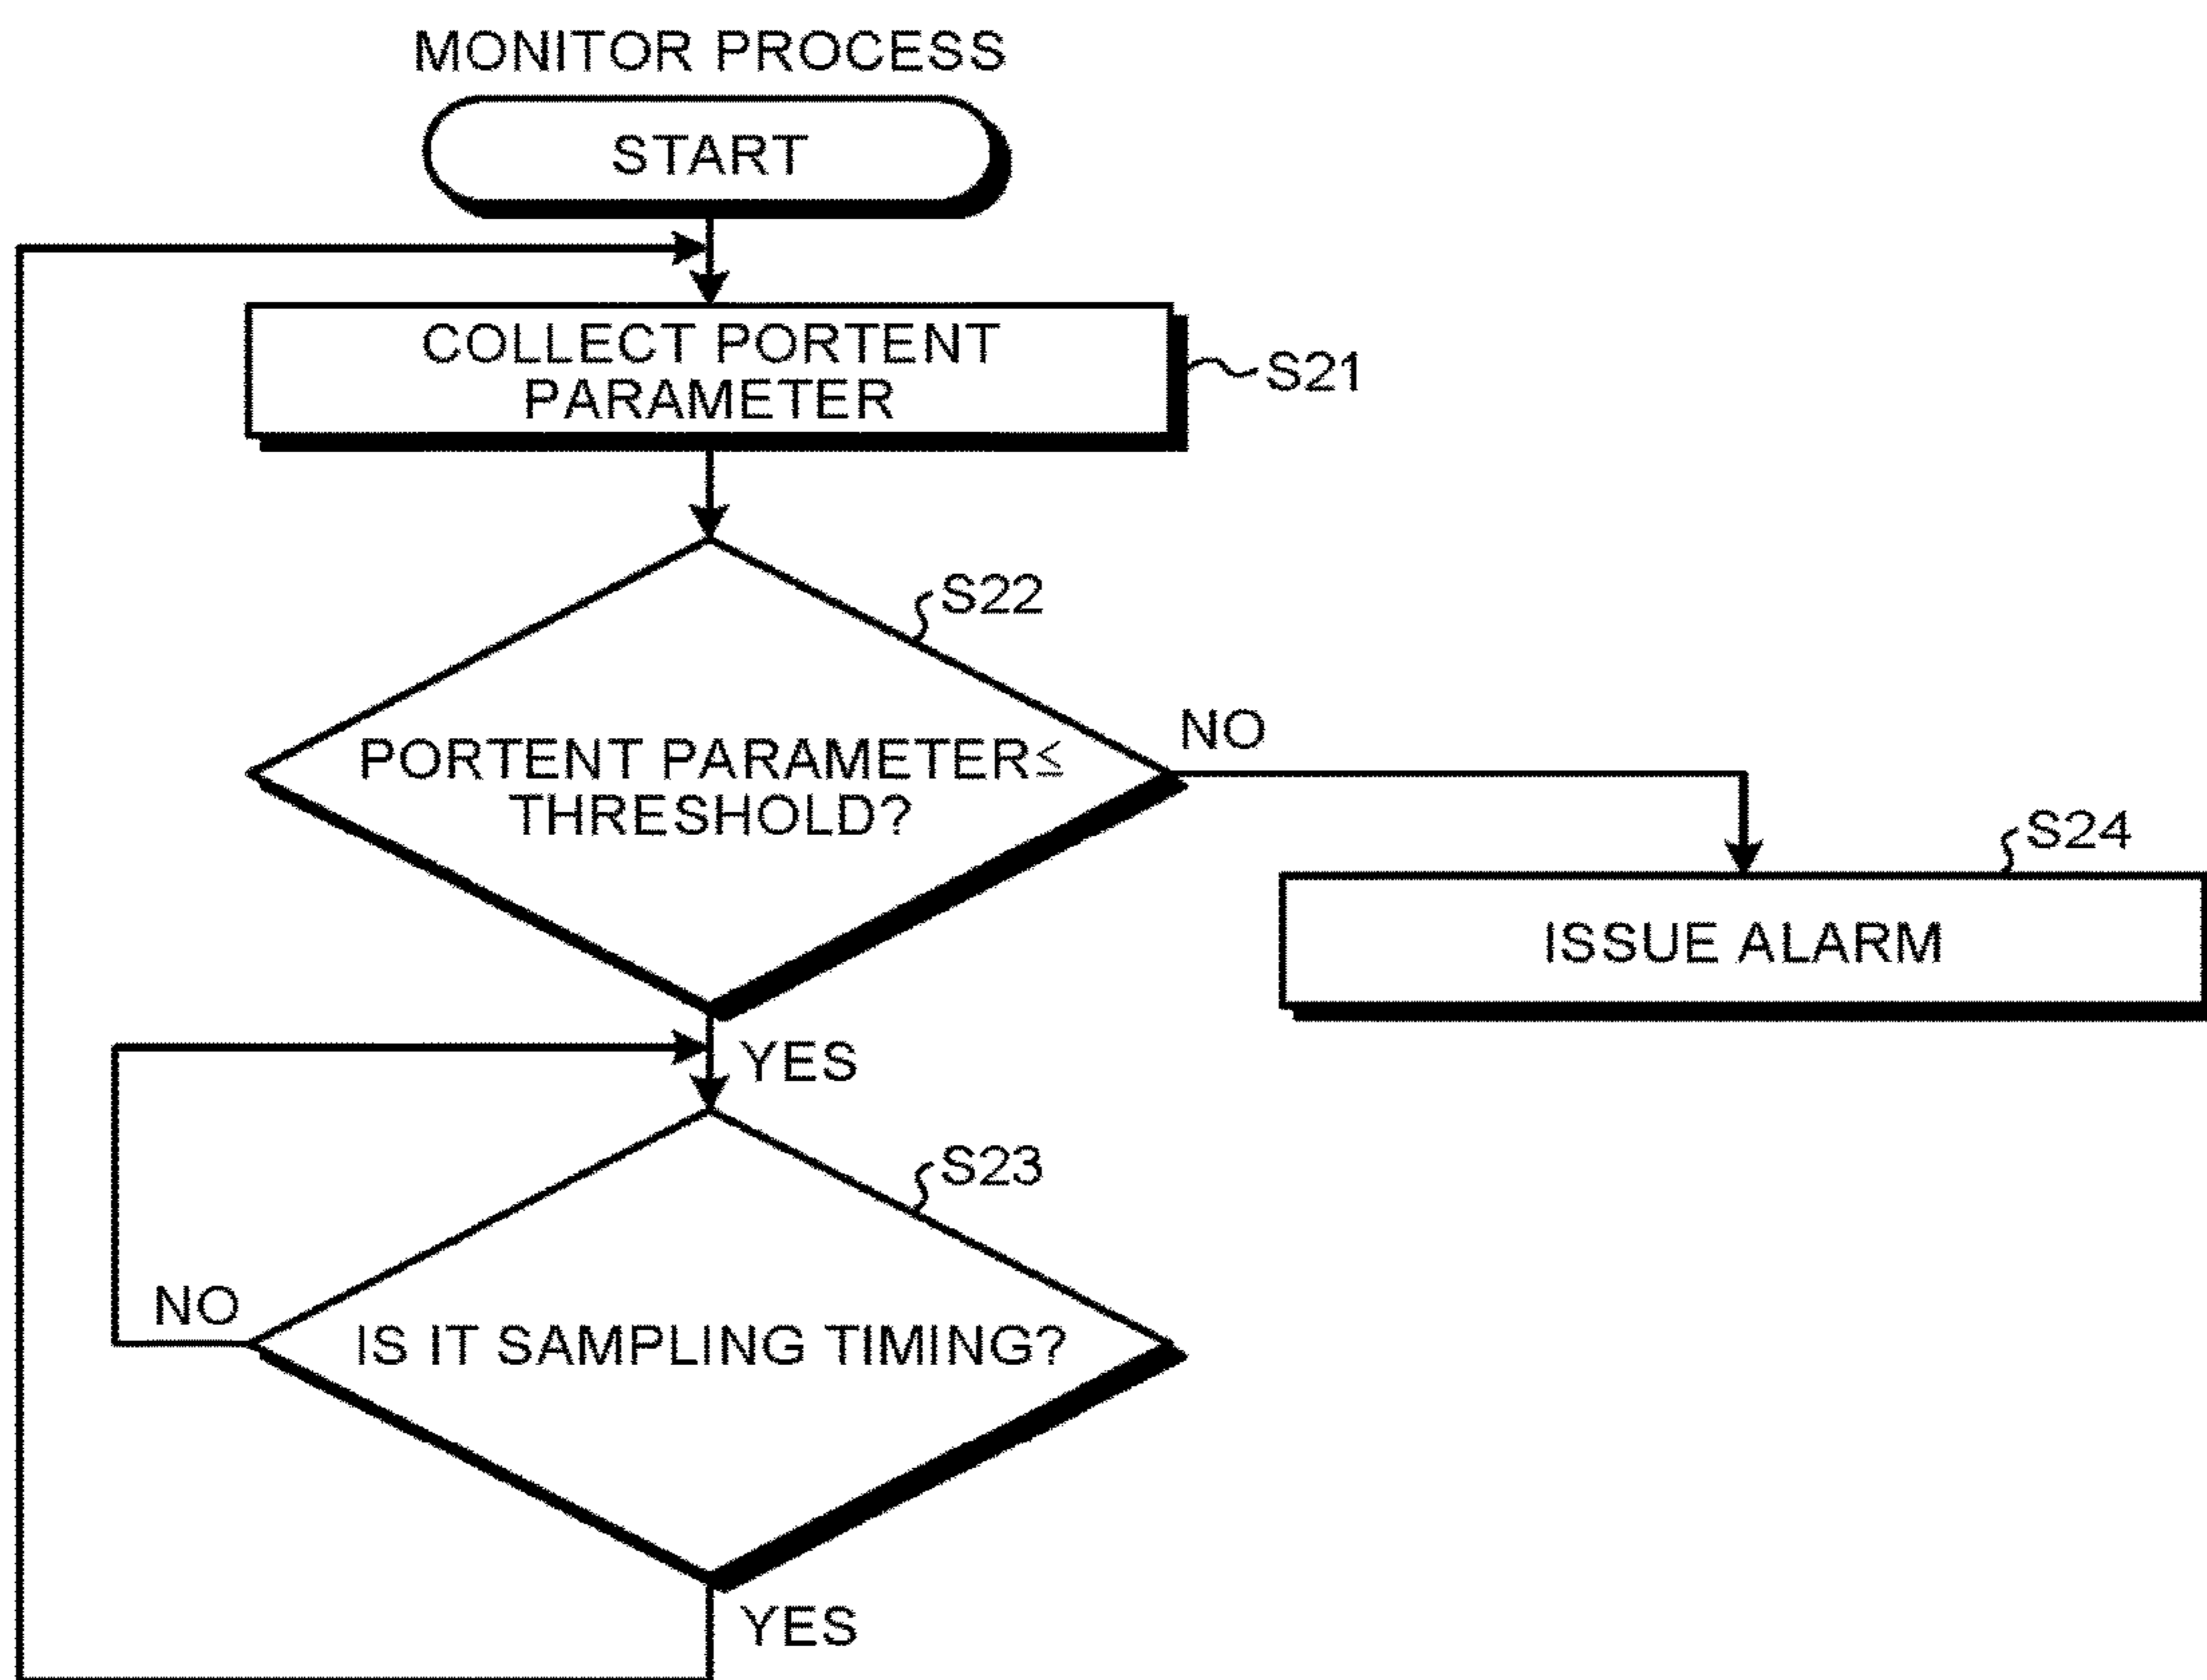 MONITOR PROCESS
START
COLLECT PORTENT
PARAMETER
S21
S22
PORTENT PARAMETER≤
THRESHOLD?
NO
S24
ISSUE ALARM
YES
S23
NO
IS IT SAMPLING TIMING?
YES